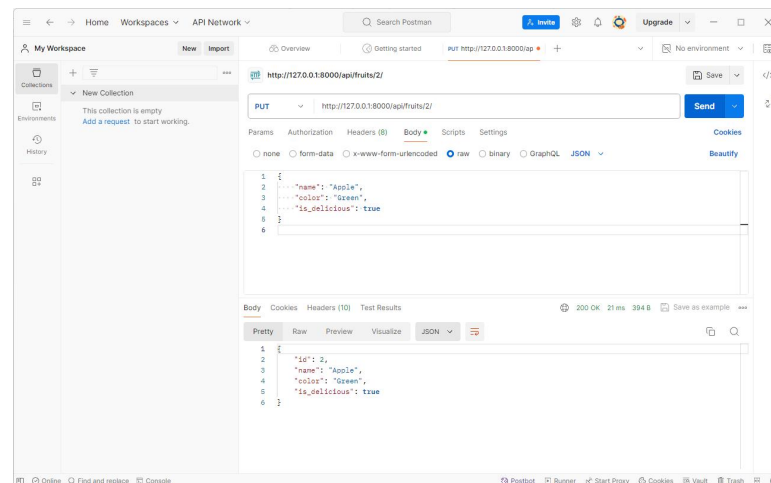 Home Workspaces API Network Search Postman Invite Upgrade
My Workspace New Import Overview Getting started PUT http://127.0.0.1:8000/ap No environment
Collections
New Collection
This collection is empty
Add a request to start working.
Environments
History
http://127.0.0.1:8000/api/fruits/2/ Save
PUT http://127.0.0.1:8000/api/fruits/2/ Send
Params Authorization Headers (8) Body Scripts Settings Cookies
none form-data x-www-form-urlencoded raw binary GraphQL JSON Beautify
1 {
2 "name": "Apple",
3 "color": "Green",
4 "is_delicious": true
5 }
6
Body Cookies Headers (10) Test Results 200 OK 21 ms 394 B Save as example
Pretty Raw Preview Visualize JSON
1 {
2 "id": 2,
3 "name": "Apple",
4 "color": "Green",
5 "is_delicious": true
6 }
Online Find and replace Console Postbot Runner Start Proxy Cookies Vault Trash